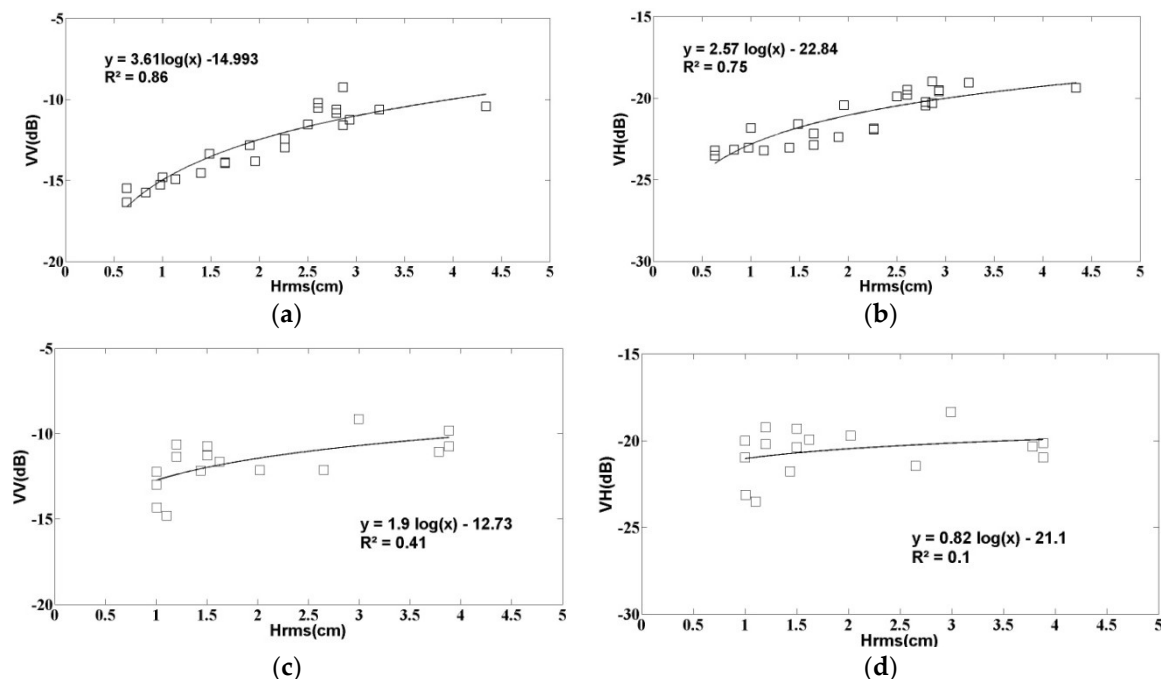 -5
y = 3.61log(x) -14.993
R² = 0.86
-10
VV(dB)
-15
-20
0 0.5 1 1.5 2 2.5 3 3.5 4 4.5 5
Hrms(cm)
(a)
-15
y = 2.57 log(x) - 22.84
R² = 0.75
-20
VH(dB)
-25
-30
0 0.5 1 1.5 2 2.5 3 3.5 4 4.5 5
Hrms(cm)
(b)
-5
-10
VV(dB)
-15
y = 1.9 log(x) - 12.73
R² = 0.41
-20
0 0.5 1 1.5 2 2.5 3 3.5 4 4.5 5
Hrms(cm)
(c)
-15
-20
VH(dB)
-25
y = 0.82 log(x) - 21.1
R² = 0.1
-30
0 0.5 1 1.5 2 2.5 3 3.5 4 4.5 5
Hrms(cm)
(d)